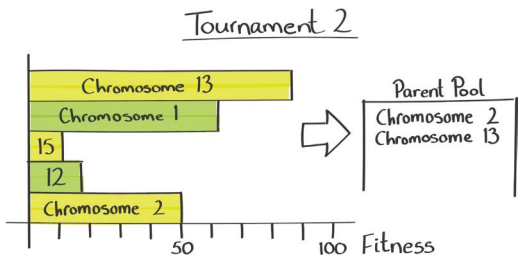 Tournament 2
Chromosome 13
Chromosome 1
15
12
Chromosome 2
50
100
Fitness
Parent Pool
Chromosome 2
Chromosome 13